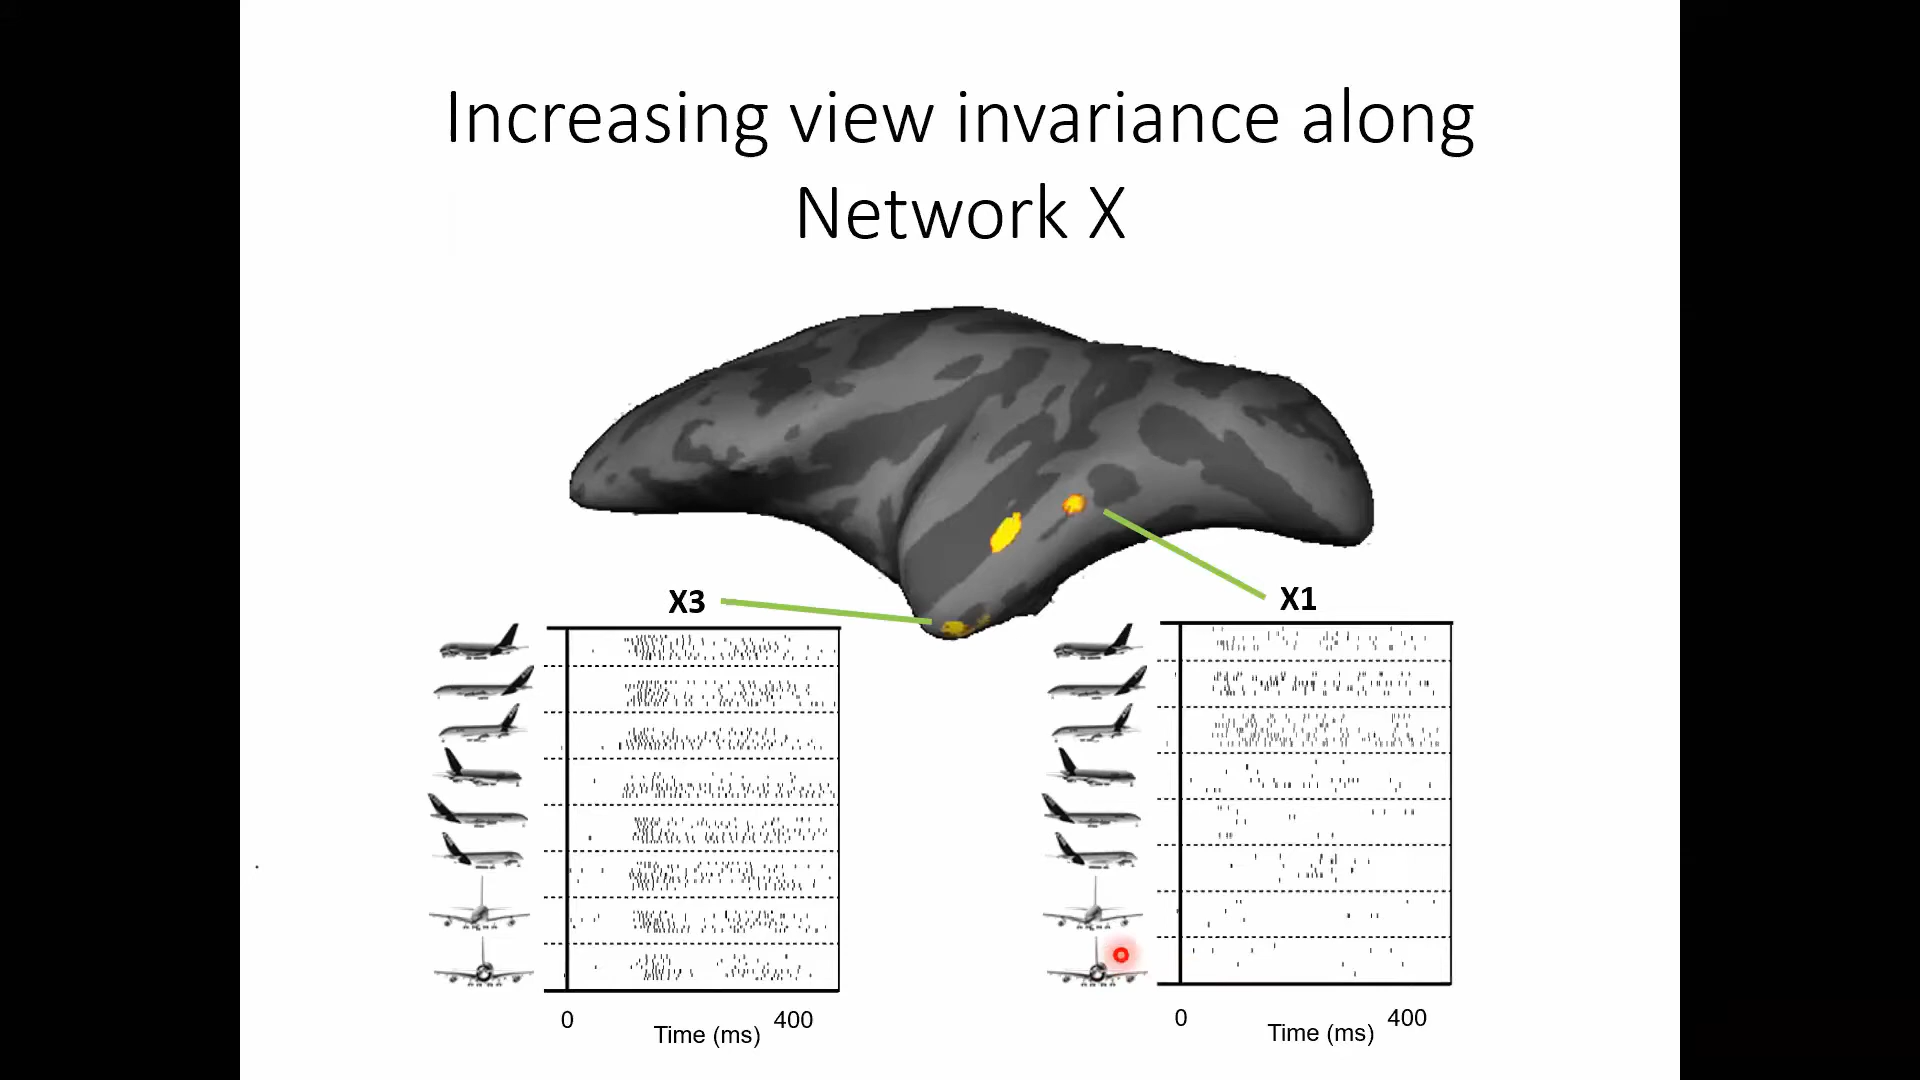 Increasing view invariance along
Network X
X3
X1
0
400
Time (ms)
0
400
Time (ms)